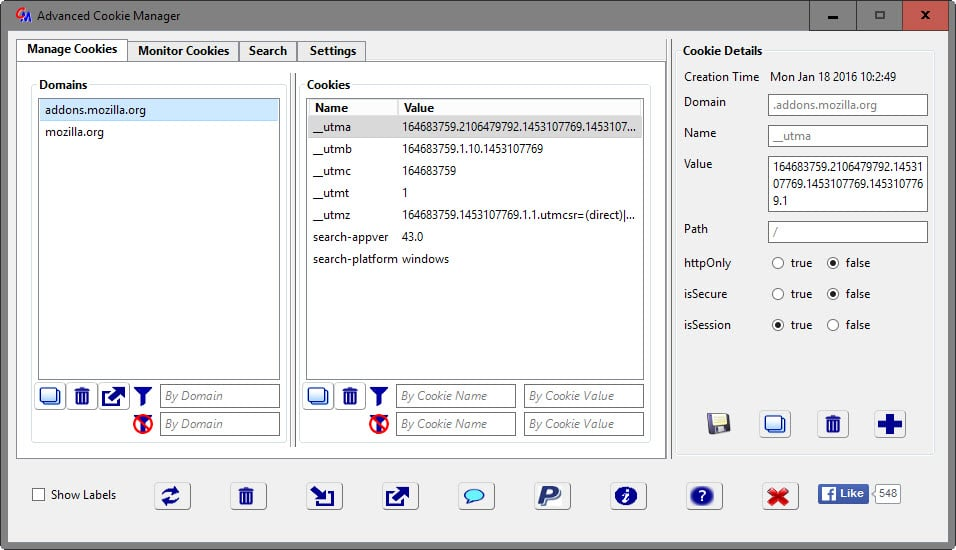 Advanced Cookie Manager
Manage Cookies Monitor Cookies Search Settings
Domains
addons.mozilla.org
mozilla.org
By Domain
By Domain
Cookies
Name Value
__utma 164683759.2106479792.1453107769.1453107...
__utmb 164683759.1.10.1453107769
__utmc 164683759
__utmt 1
__utmz 164683759.1453107769.1.1.utmcsr=(direct)|...
search-appver 43.0
search-platform windows
By Cookie Name By Cookie Value
By Cookie Name By Cookie Value
Cookie Details
Creation Time Mon Jan 18 2016 10:2:49
Domain .addons.mozilla.org
Name __utma
Value 164683759.2106479792.1453
107769.1453107769.145310776
9.1
Path /
httpOnly true false
isSecure true false
isSession true false
Show Labels
Like 548